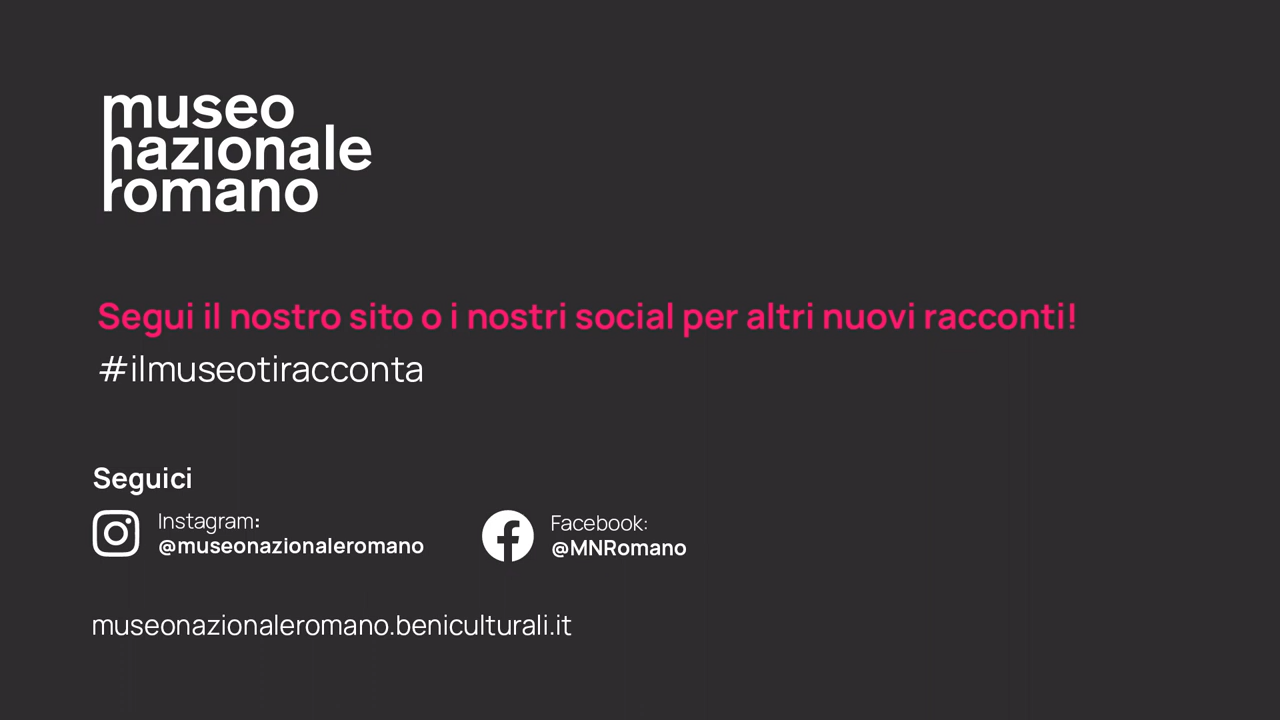 museo
nazionale
romano
Segui il nostro sito o i nostri social per altri nuovi racconti!
#ilmuseotiracconta
Seguici
Instagram:
@museonazionaleromano
Facebook:
@MNRomano
museonazionaleromano.beniculturali.it